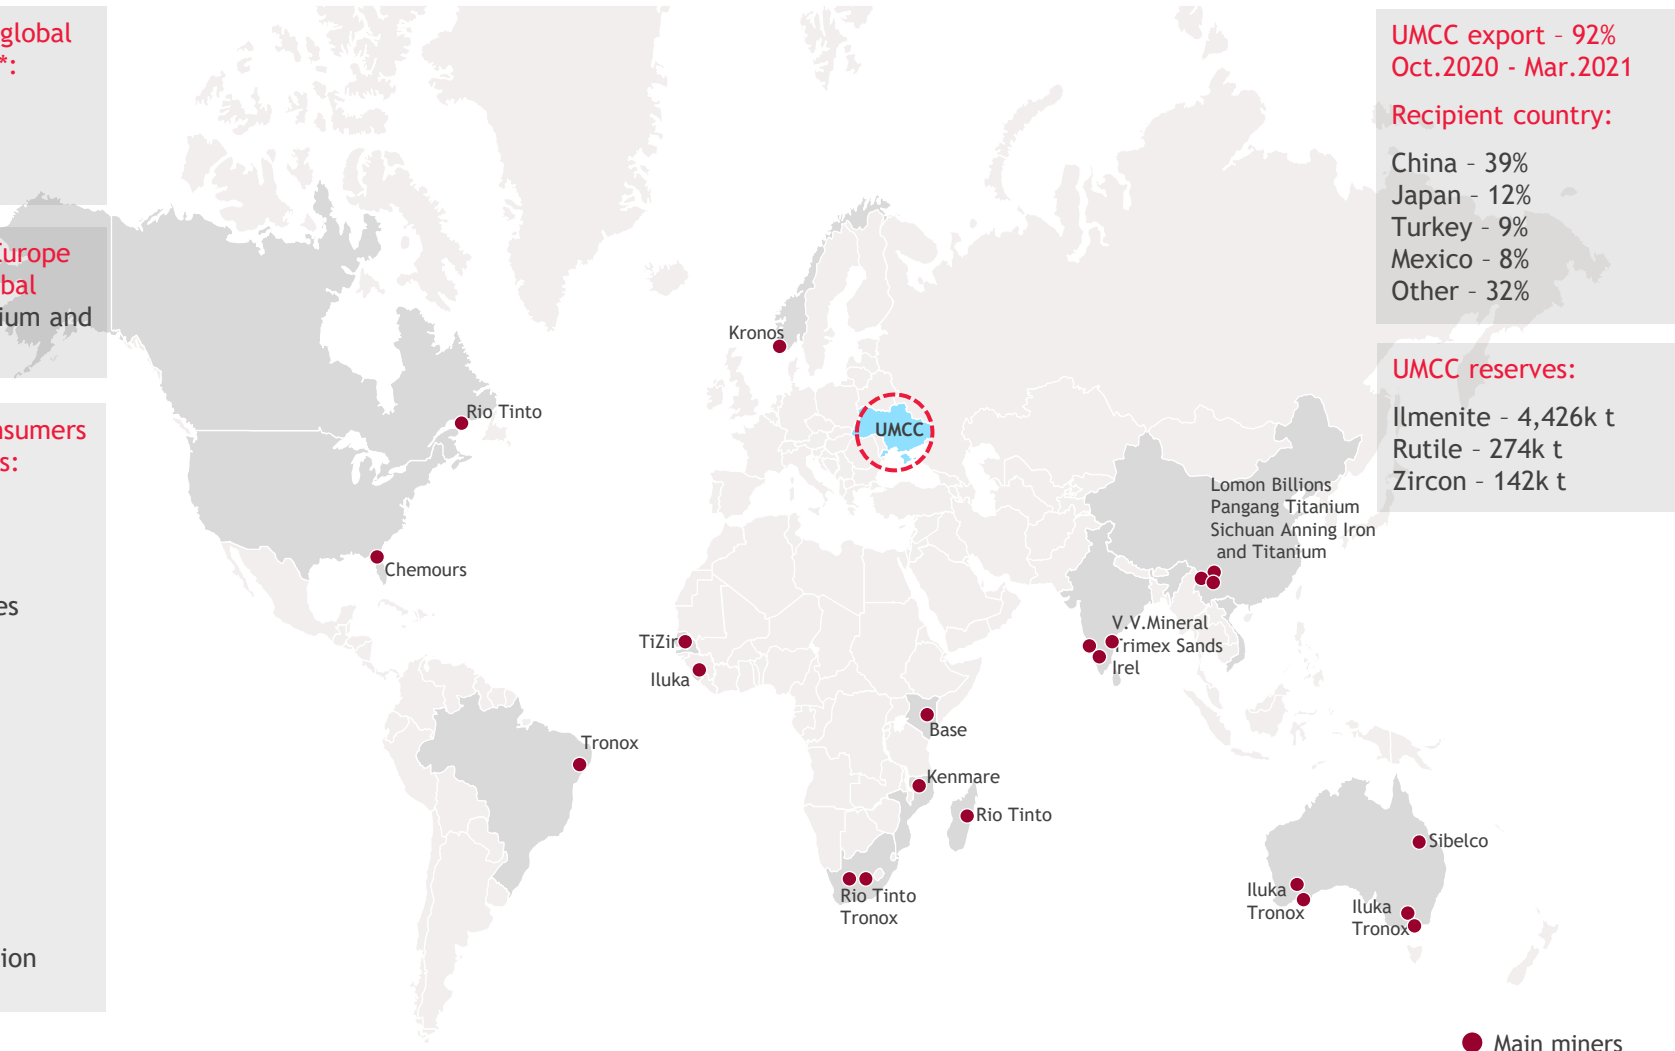 global
*:
Europe
bal
ium and
nsumers
s:
es
ion
UMCC export – 92%
Oct.2020 - Mar.2021
Recipient country:
China – 39%
Japan – 12%
Turkey – 9%
Mexico – 8%
Other – 32%
UMCC reserves:
Ilmenite – 4,426k t
Rutile – 274k t
Zircon – 142k t
Kronos
Rio Tinto
UMCC
Lomon Billions
Pangang Titanium
Sichuan Anning Iron
and Titanium
Chemours
V.V.Mineral
Trimex Sands
Irel
TiZir
Iluka
Base
Tronox
Kenmare
Rio Tinto
Sibelco
Rio Tinto
Tronox
Iluka
Tronox
Iluka
Tronox
Main miners